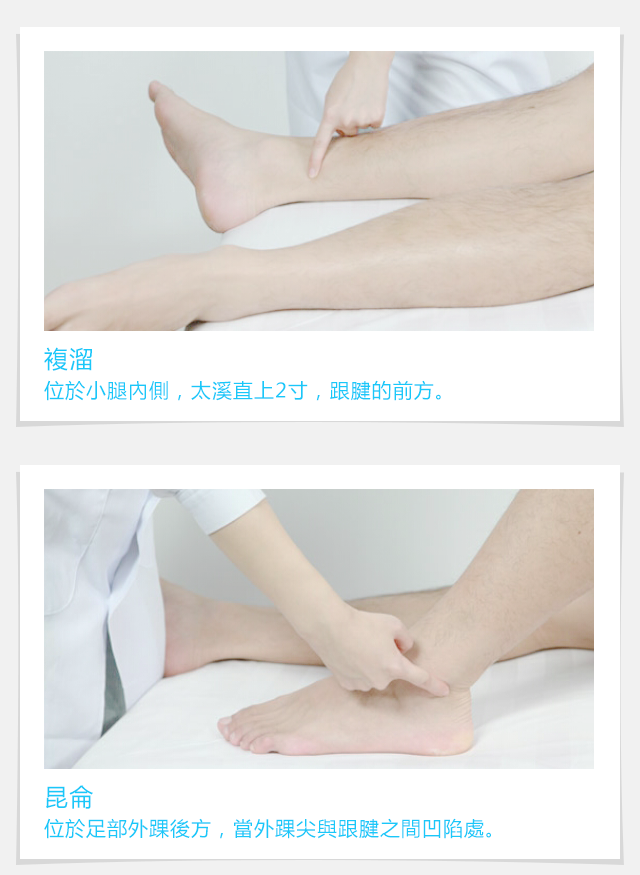 複溜
位於小腿內側，太溪直上2寸，跟腱的前方。
昆侖
位於足部外踝後方，當外踝尖與跟腱之間凹陷處。